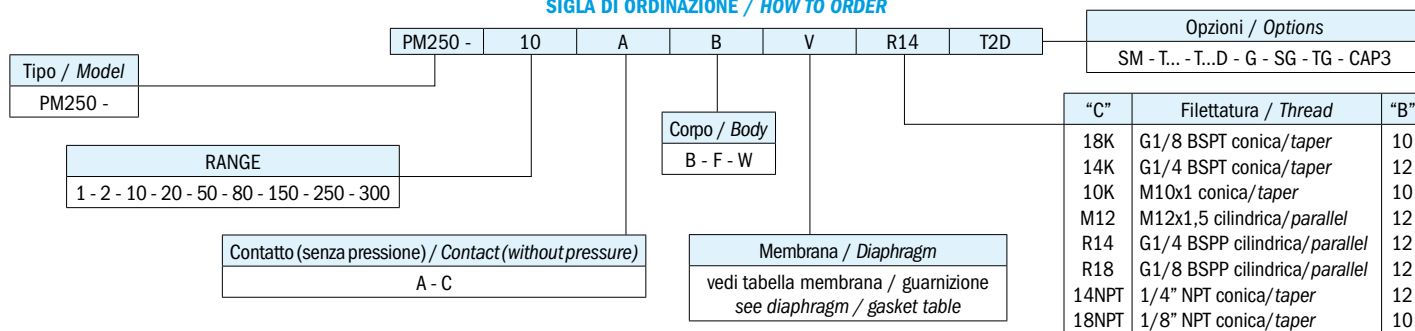 SIGLA DI ORDINAZIONE / HOW TO ORDER
PM250 - 10 A B V R14 T2D
Opzioni / Options
SM - T... - T...D - G - SG - TG - CAP3
Tipo / Model
PM250 -
"C" Filettatura / Thread "B"
18K G1/8 BSPT conica/taper 10
14K G1/4 BSPT conica/taper 12
10K M10x1 conica/taper 10
M12 M12x1,5 cilindrica/parallel 12
R14 G1/4 BSPP cilindrica/parallel 12
R18 G1/8 BSPP cilindrica/parallel 12
14NPT 1/4” NPT conica/taper 12
18NPT 1/8” NPT conica/taper 10
Corpo / Body
B - F - W
RANGE
1 - 2 - 10 - 20 - 50 - 80 - 150 - 250 - 300
Contatto (senza pressione) / Contact (without pressure)
A - C
Membrana / Diaphragm
vedi tabella membrana / guarnizione
see diaphragm / gasket table